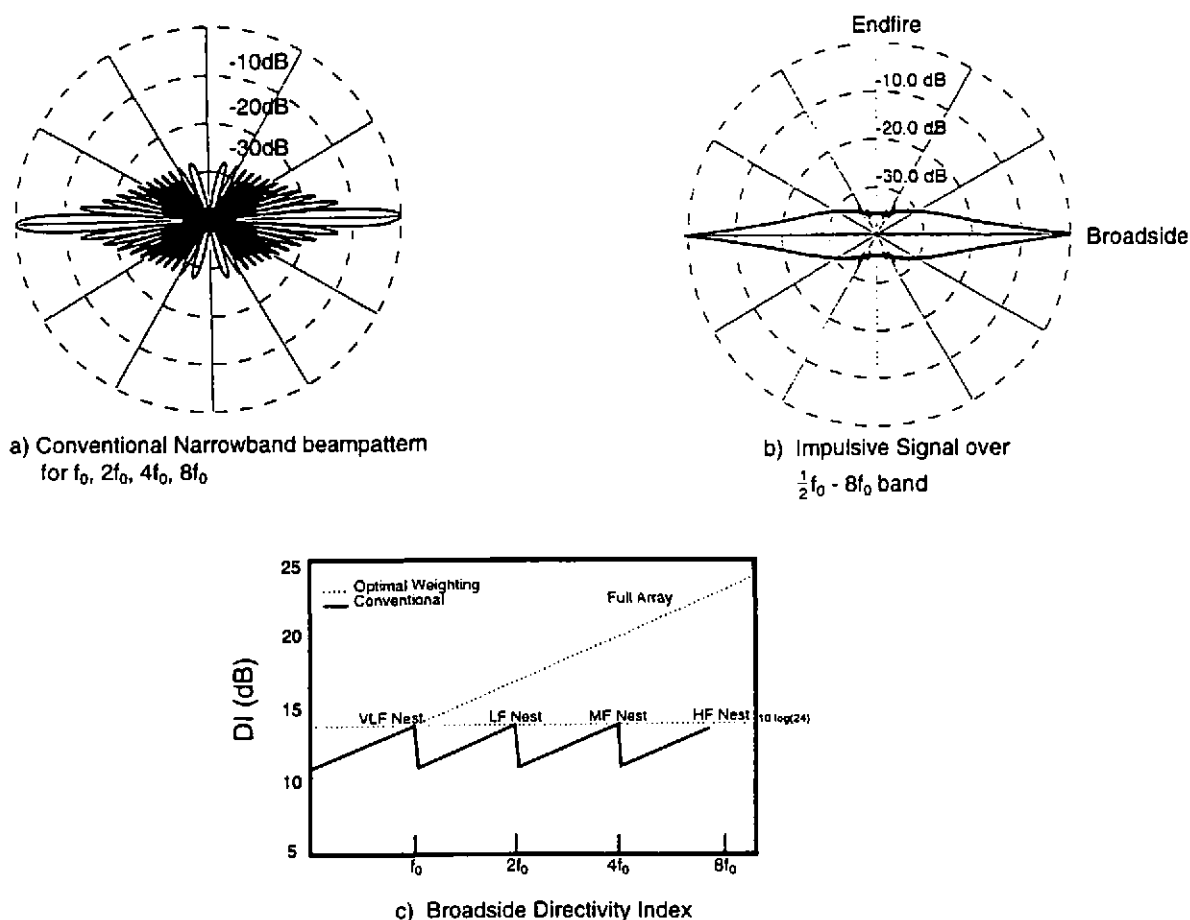 -10dB
-20dB
-30dB
a) Conventional Narrowband beampattern
for f₀, 2f₀, 4f₀, 8f₀
Endfire
-10.0 dB
-20.0 dB
-30.0 dB
Broadside
b) Impulsive Signal over
½f₀ - 8f₀ band
25
20
15
10
5
DI (dB)
Optimal Weighting
Conventional
Full Array
VLF Nest
LF Nest
MF Nest
HF Nest
10 log(24)
f₀
2f₀
4f₀
8f₀
c) Broadside Directivity Index